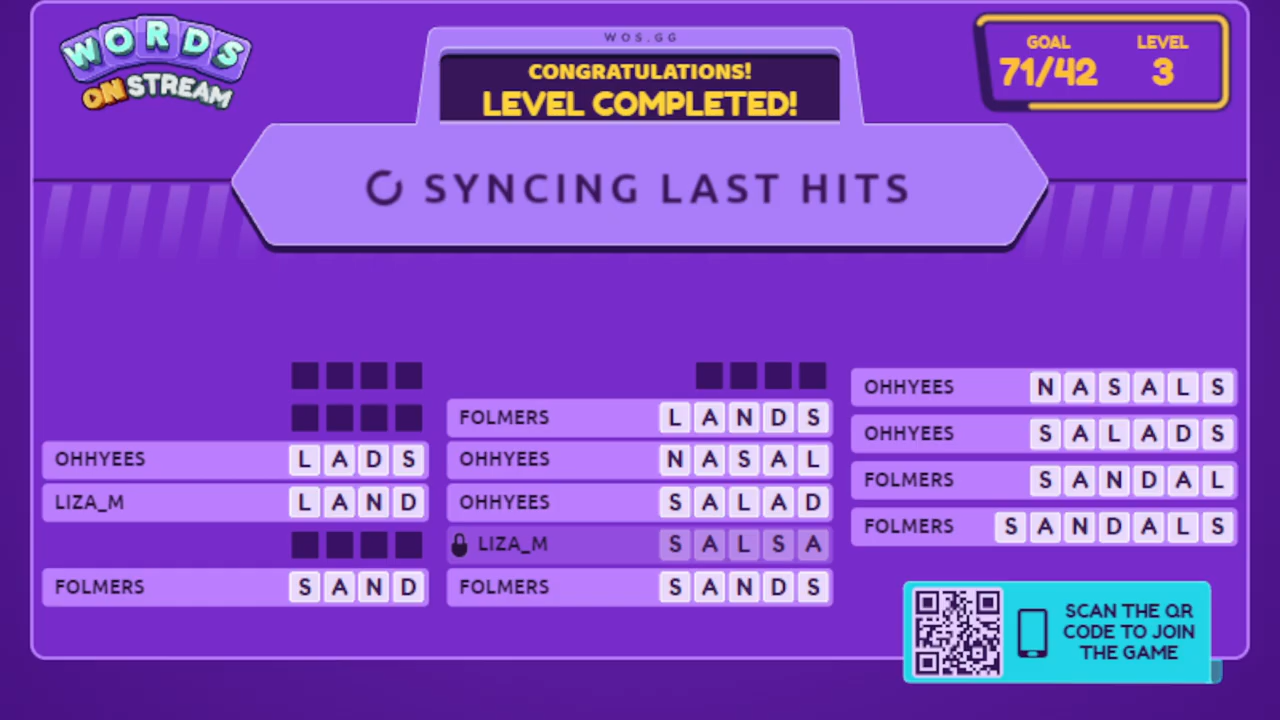 WORDS
ON STREAM
WOS.GG
CONGRATULATIONS!
LEVEL COMPLETED!
GOAL
71/42
LEVEL
3
SYNCING LAST HITS
OHHYEES LADS
LIZA_M LAND
FOLMERS SAND
FOLMERS LANDS
OHHYEES NASAL
OHHYEES SALAD
LIZA_M SALSA
FOLMERS SANDS
OHHYEES NASALS
OHHYEES SALADS
FOLMERS SANDAL
FOLMERS SANDALS
SCAN THE QR
CODE TO JOIN
THE GAME